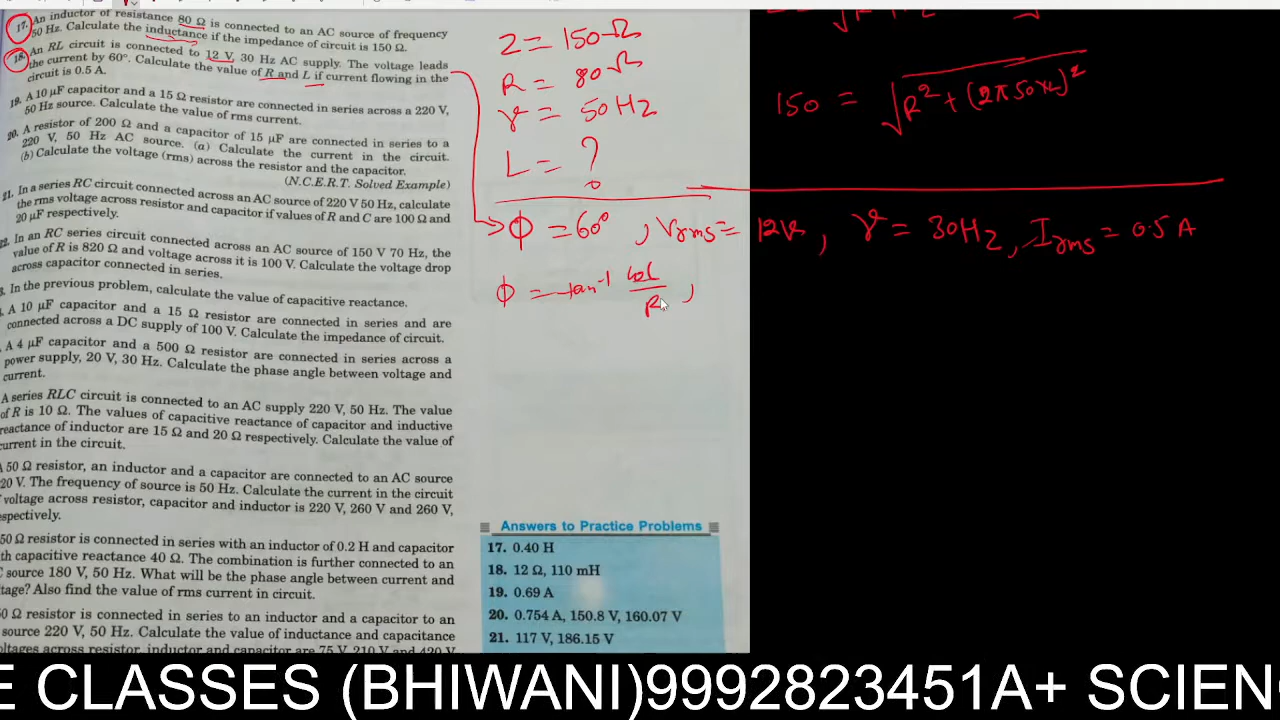 17. An inductor of resistance 80 Ω is connected to an AC source of frequency
50 Hz. Calculate the inductance if the impedance of circuit is 150 Ω.
18. An RL circuit is connected to 12 V, 30 Hz AC supply. The voltage leads
the current by 60°. Calculate the value of R and L if current flowing in the
circuit is 0.5 A.
19. A 10 μF capacitor and a 15 Ω resistor are connected in series across a 220 V,
50 Hz source. Calculate the value of rms current.
20. A resistor of 200 Ω and a capacitor of 15 μF are connected in series to a
220 V, 50 Hz AC source. (a) Calculate the current in the circuit.
(b) Calculate the voltage (rms) across the resistor and the capacitor.
(N.C.E.R.T. Solved Example)
21. In a series RC circuit connected across an AC source of 220 V 50 Hz, calculate
the rms voltage across resistor and capacitor if values of R and C are 100 Ω and
20 μF respectively.
22. In an RC series circuit connected across an AC source of 150 V 70 Hz, the
value of R is 820 Ω and voltage across it is 100 V. Calculate the voltage drop
across capacitor connected in series.
In the previous problem, calculate the value of capacitive reactance.
A 10 μF capacitor and a 15 Ω resistor are connected in series and are
connected across a DC supply of 100 V. Calculate the impedance of circuit.
A 4 μF capacitor and a 500 Ω resistor are connected in series across a
power supply, 20 V, 30 Hz. Calculate the phase angle between voltage and
current.
A series RLC circuit is connected to an AC supply 220 V, 50 Hz. The value
of R is 10 Ω. The values of capacitive reactance of capacitor and inductive
reactance of inductor are 15 Ω and 20 Ω respectively. Calculate the value of
current in the circuit.
A 50 Ω resistor, an inductor and a capacitor are connected to an AC source
20 V. The frequency of source is 50 Hz. Calculate the current in the circuit
voltage across resistor, capacitor and inductor is 220 V, 260 V and 260 V,
spectively.
50 Ω resistor is connected in series with an inductor of 0.2 H and capacitor
th capacitive reactance 40 Ω. The combination is further connected to an
source 180 V, 50 Hz. What will be the phase angle between current and
tage? Also find the value of rms current in circuit.
0 Ω resistor is connected in series to an inductor and a capacitor to an
source 220 V, 50 Hz. Calculate the value of inductance and capacitance
oltages across resistor, inductor and capacitor are 75 V, 210 V and 420 V
Z = 150 Ω
R = 80 Ω
ν = 50 Hz
L = ?
150 = √R² + (2π50×L)²
ϕ = 60°, Vrms = 12V, ν = 30Hz, Irms = 0.5 A
ϕ = tan⁻¹ ωL/R,
Answers to Practice Problems
17. 0.40 H
18. 12 Ω, 110 mH
19. 0.69 A
20. 0.754 A, 150.8 V, 160.07 V
21. 117 V, 186.15 V
E CLASSES (BHIWANI)9992823451A+ SCIEN